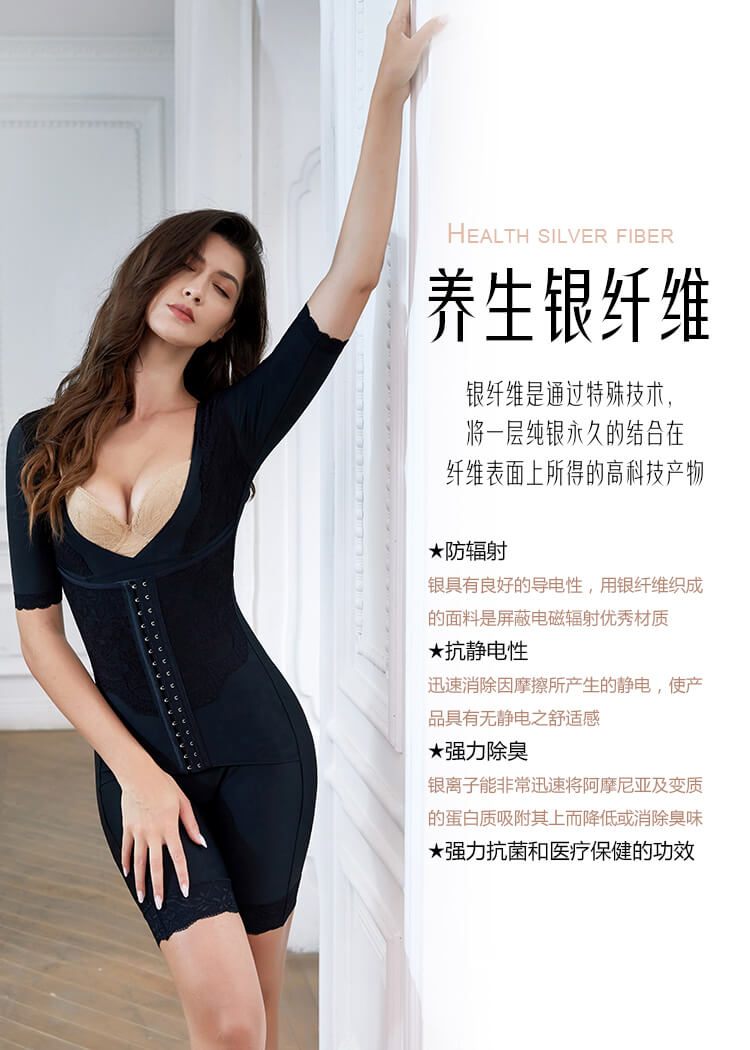 HEALTH SILVER FIBER
养生银纤维
银纤维是通过特殊技术,
将一层纯银永久的结合在
纤维表面上所得的高科技产物
★防辐射
银具有良好的导电性，用银纤维织成
的面料是屏蔽电磁辐射优秀材质
★抗静电性
迅速消除因摩擦所产生的静电，使产
品具有无静电之舒适感
★强力除臭
银离子能非常迅速将阿摩尼亚及变质
的蛋白质吸附其上而降低或消除臭味
★强力抗菌和医疗保健的功效